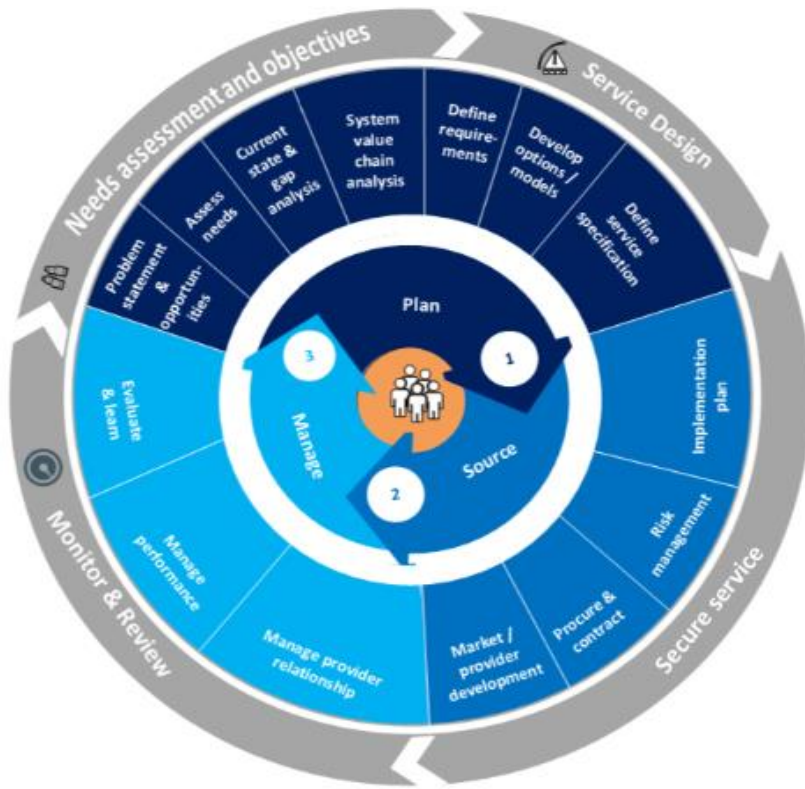 Needs assessment and objectives
Service Design
Secure service
Monitor & Review
Problem
statement
&
opportun-
ities
Assess
needs
Current
state &
gap
analysis
System
value
chain
analysis
Define
require-
ments
Develop
options /
models
Define
service
specification
Implementation
plan
Risk
management
Procure &
contract
Market /
provider
development
Manage provider
relationship
Manage
performance
Evaluate
& learn
Plan
1
Source
2
Manage
3